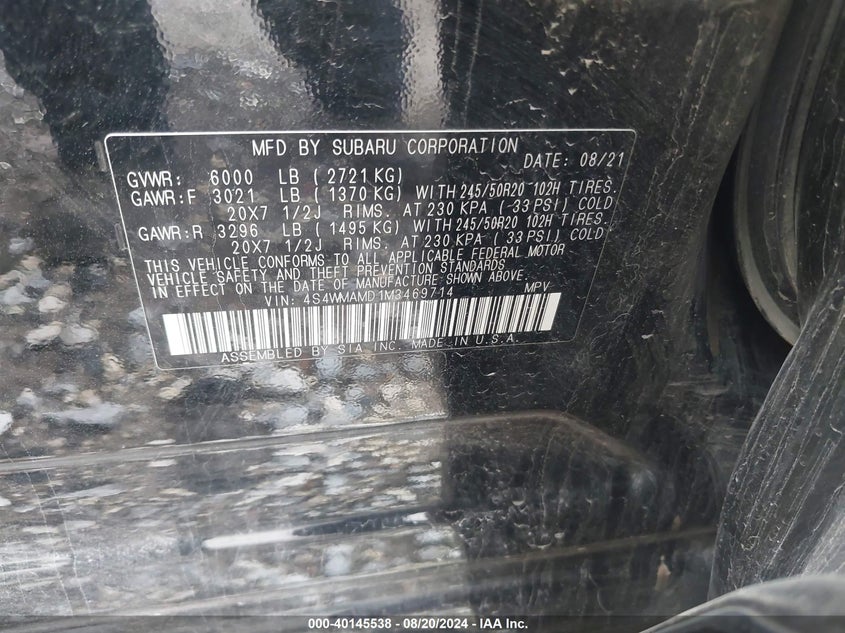 MFD BY SUBARU CORPORATION
DATE: 08/21
GVWR: 6000 LB ( 2721 KG)
GAWR:F 3021 LB ( 1370 KG) WITH 245/50R20 102H TIRES.
20X7 1/2J RIMS. AT 230 KPA ( 33 PSI) COLD
GAWR:R 3296 LB ( 1495 KG) WITH 245/50R20 102H TIRES.
20X7 1/2J RIMS. AT 230 KPA ( 33 PSI) COLD
THIS VEHICLE CONFORMS TO ALL APPLICABLE FEDERAL MOTOR
VEHICLE SAFETY AND THEFT PREVENTION STANDARDS
IN EFFECT ON THE DATE OF MANUFACTURE SHOWN ABOVE.
VIN: 4S4WMAMD1M3469714 MPV
ASSEMBLED BY SIA INC. MADE IN U.S.A.
000-40145538 - 08/20/2024 - IAA Inc.